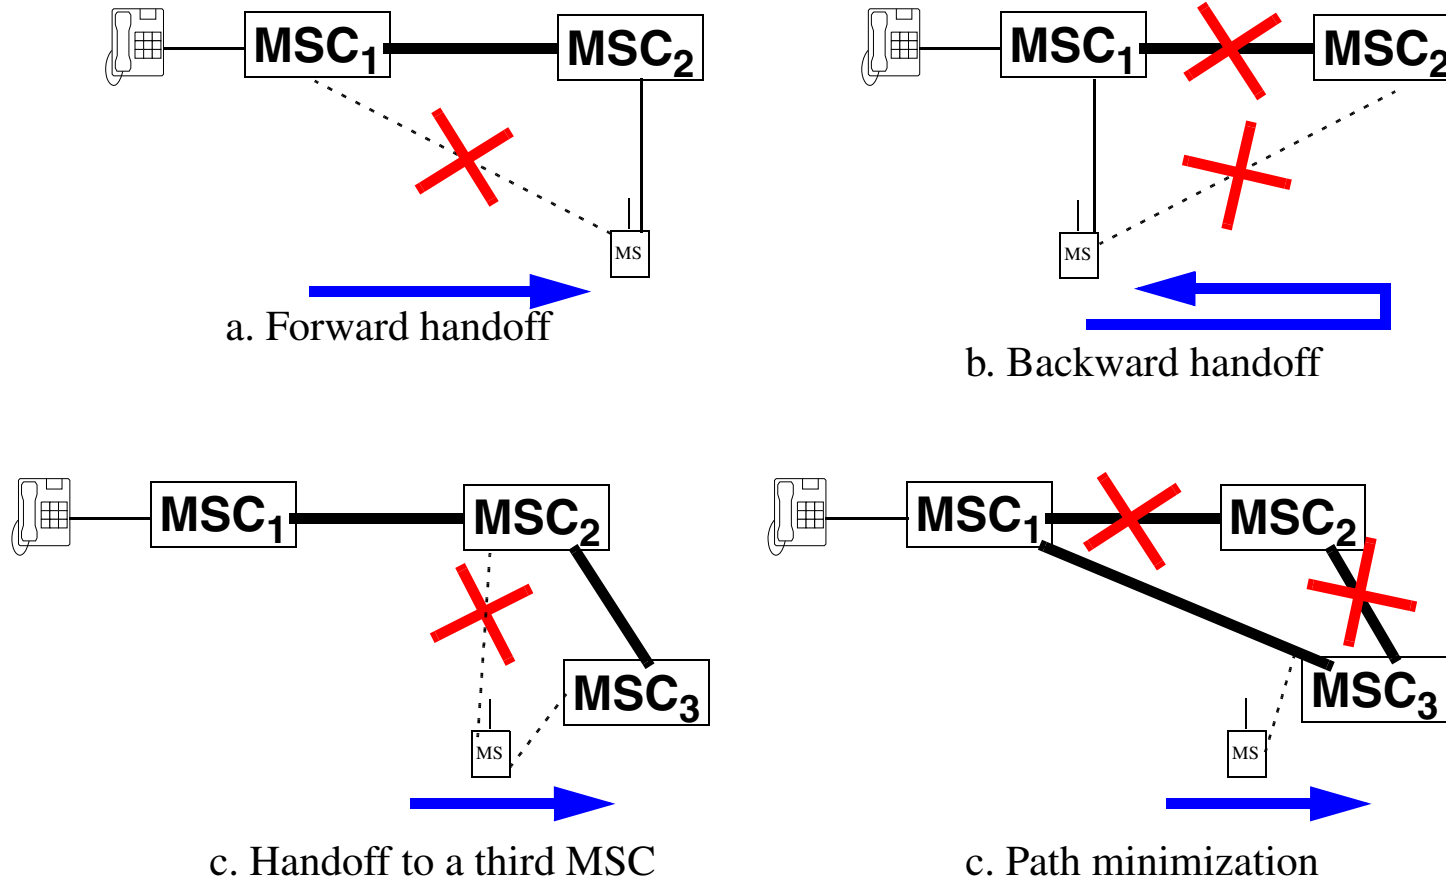 MSC1 MSC2
MS
a. Forward handoff
MSC1 MSC2
MS
b. Backward handoff
MSC1 MSC2
MSC3
MS
c. Handoff to a third MSC
MSC1 MSC2
MSC3
MS
c. Path minimization